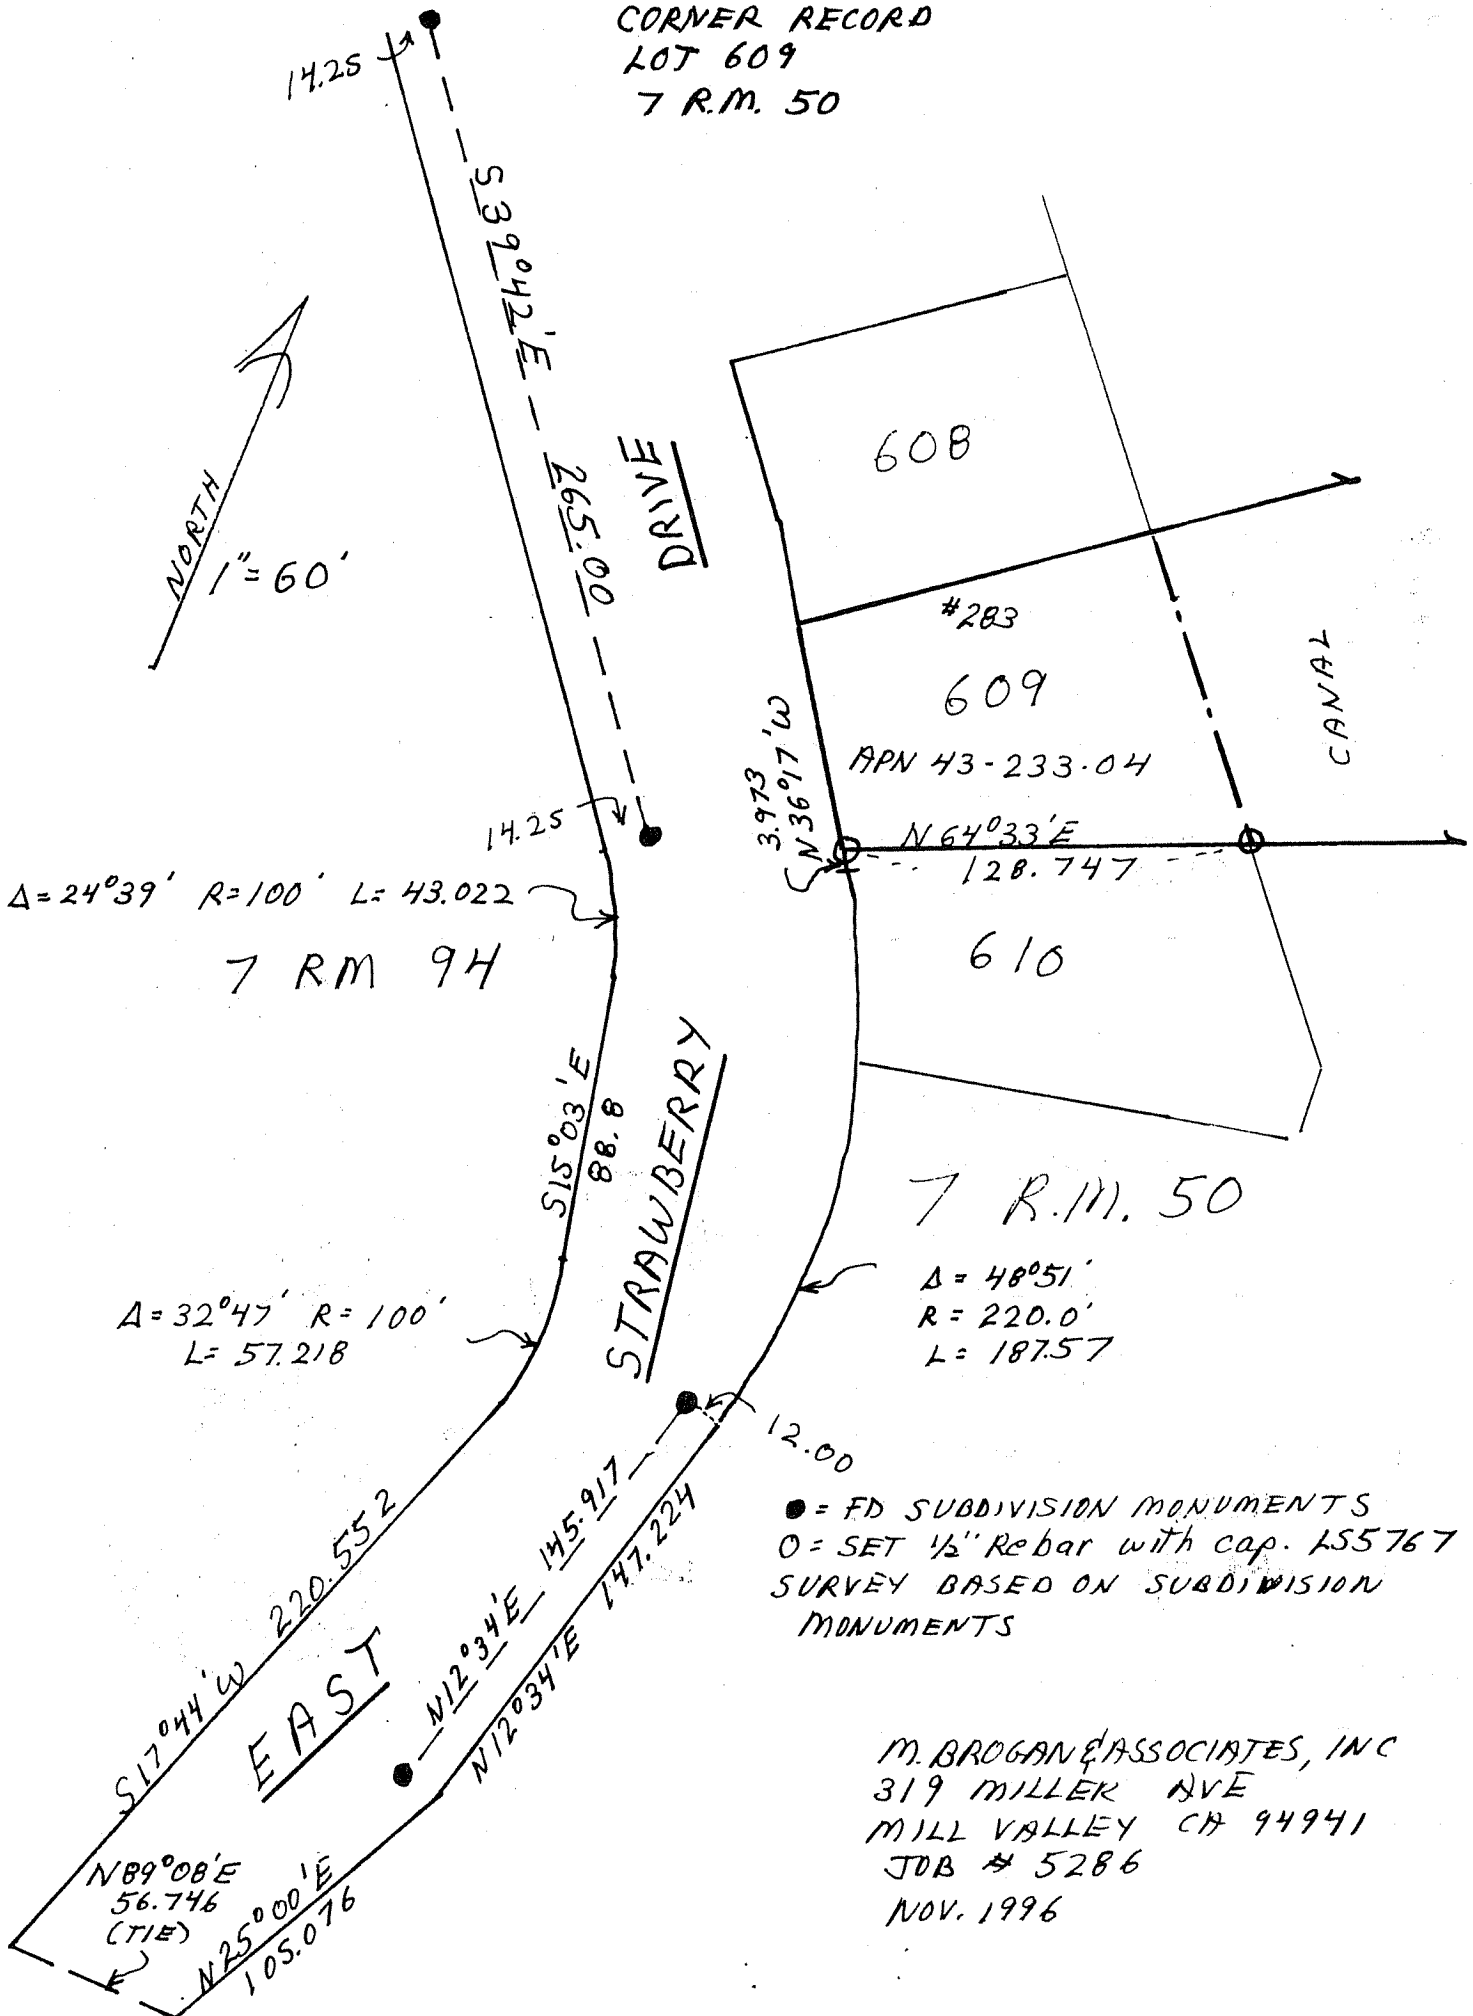 CORNER RECORD
LOT 609
7 R.M. 50
14.25
S39°42'E 265.00
NORTH
1"=60'
DRIVE
608
#283
609
APN 43-233-04
CANAL
3.973
N36°17'W
N64°33'E
128.747
14.25
Δ=24°39' R=100' L=43.022
7 RM 94
610
S15°03'E
88.8
STRAWBERRY
7 R.M. 50
Δ=48°51'
R=220.0'
L=187.57
Δ=32°47' R=100'
L=57.218
12.00
●=FD SUBDIVISION MONUMENTS
O=SET 1/2" Rebar with cap. LS5767
SURVEY BASED ON SUBDIVISION
MONUMENTS
N12°34'E 145.917
N12°34'E 147.224
S17°44'W 220.552
EAST
N89°08'E
56.746
(TIE)
N25°00'E
105.076
M. BROGAN & ASSOCIATES, INC
319 MILLER AVE
MILL VALLEY CA 94941
JOB # 5286
NOV. 1996